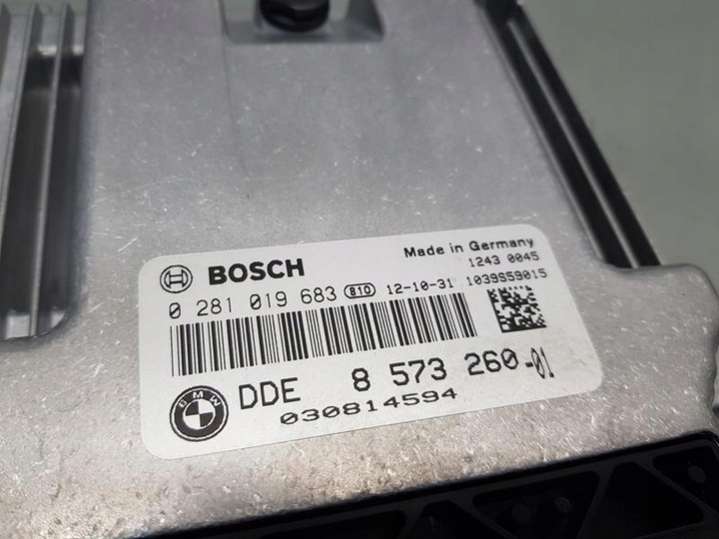 BOSCH
Made in Germany
1243 0045
0 281 019 683 810 12-10-31 1039S59015
BMW
DDE 8 573 260-01
030814594